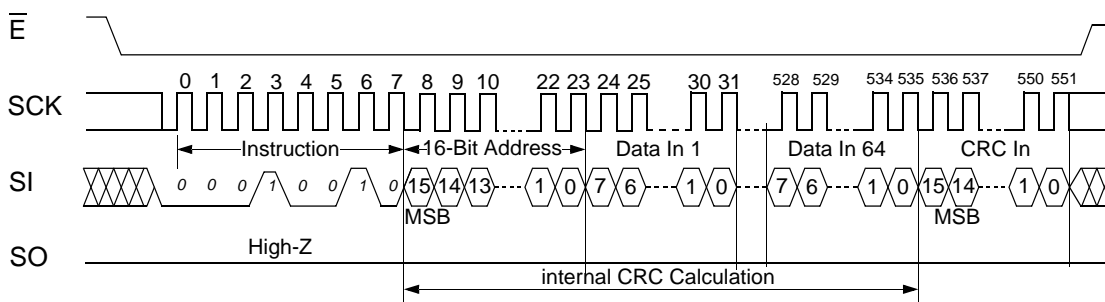 E
0 1 2 3 4 5 6 7 8 9 10 22 23 24 25 30 31 528 529 534 535 536 537 550 551
SCK
Instruction 16-Bit Address Data In 1 Data In 64 CRC In
SI 0 0 0 1 0 0 1 0 15 14 13 1 0 7 6 1 0 7 6 1 0 15 14 1 0
MSB MSB
High-Z
SO
internal CRC Calculation